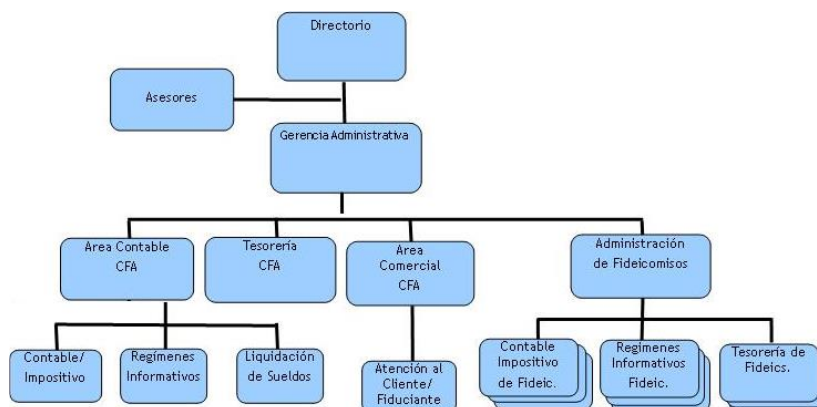 Directorio
Asesores
Gerencia Administrativa
Area Contable
CFA
Tesorería
CFA
Area
Comercial
CFA
Administración
de Fideicomisos
Contable/
Impositivo
Regímenes
Informativos
Liquidación
de Sueldos
Atención al
Cliente/
Fiduciante
Contable
Impositivo
de Fideic.
Regímenes
Informativos
Fideic.
Tesorería de
Fideics.